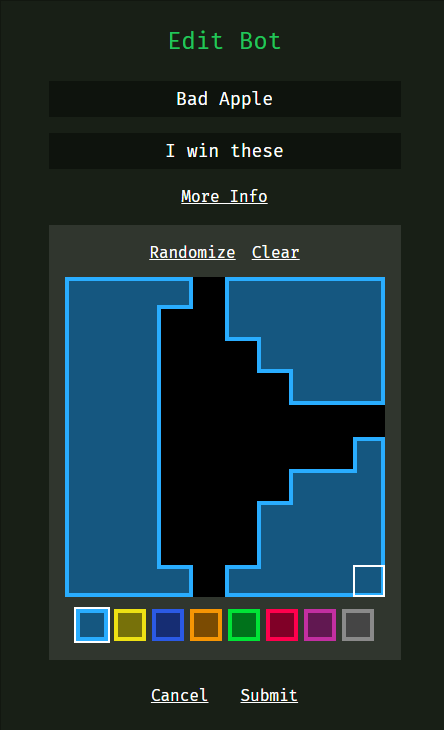 Edit Bot
Bad Apple
I win these
More Info
Randomize Clear
Cancel Submit